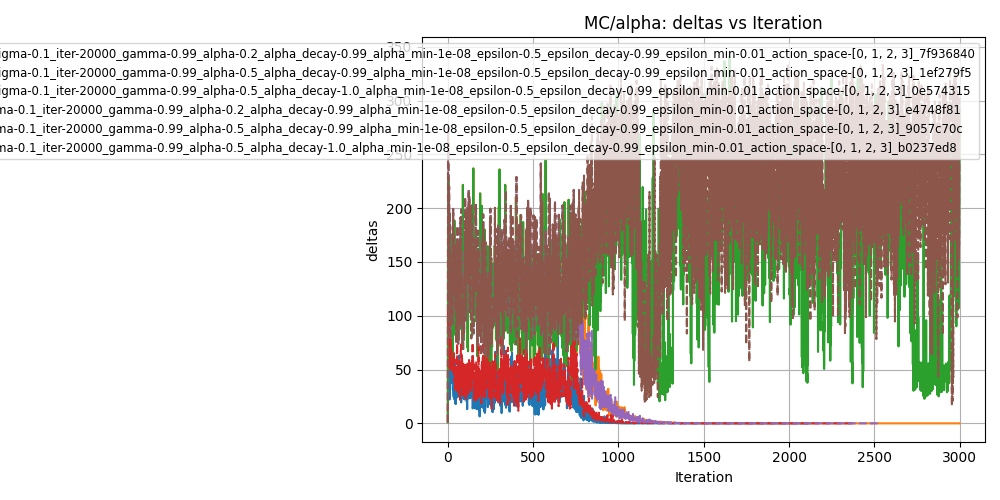 MC/alpha: deltas vs Iteration
igma-0.1_iter-20000_gamma-0.99_alpha-0.2_alpha_decay-0.99_alpha_min-1e-08_epsilon-0.5_epsilon_decay-0.99_epsilon_min-0.01_action_space-[0, 1, 2, 3]_7f936840
igma-0.1_iter-20000_gamma-0.99_alpha-0.5_alpha_decay-0.99_alpha_min-1e-08_epsilon-0.5_epsilon_decay-0.99_epsilon_min-0.01_action_space-[0, 1, 2, 3]_1ef279f5
igma-0.1_iter-20000_gamma-0.99_alpha-0.5_alpha_decay-1.0_alpha_min-1e-08_epsilon-0.5_epsilon_decay-0.99_epsilon_min-0.01_action_space-[0, 1, 2, 3]_0e574315
ma-0.1_iter-20000_gamma-0.99_alpha-0.2_alpha_decay-0.99_alpha_min-1e-08_epsilon-0.5_epsilon_decay-0.99_epsilon_min-0.01_action_space-[0, 1, 2, 3]_e4748f81
ma-0.1_iter-20000_gamma-0.99_alpha-0.5_alpha_decay-0.99_alpha_min-1e-08_epsilon-0.5_epsilon_decay-0.99_epsilon_min-0.01_action_space-[0, 1, 2, 3]_9057c70c
ma-0.1_iter-20000_gamma-0.99_alpha-0.5_alpha_decay-1.0_alpha_min-1e-08_epsilon-0.5_epsilon_decay-0.99_epsilon_min-0.01_action_space-[0, 1, 2, 3]_b0237ed8
350
300
250
200
150
100
50
0
deltas
0 500 1000 1500 2000 2500 3000
Iteration